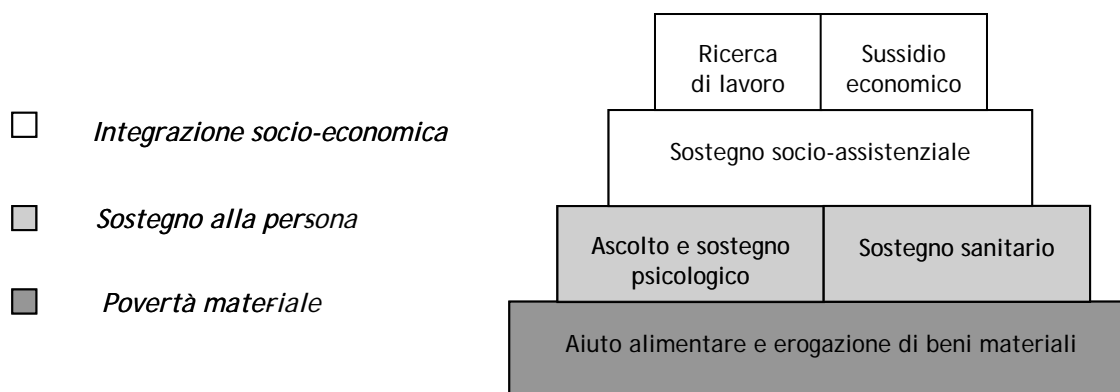 Integrazione socio-economica
Sostegno alla persona
Povertà materiale
Ricerca
di lavoro
Sussidio
economico
Sostegno socio-assistenziale
Ascolto e sostegno
psicologico
Sostegno sanitario
Aiuto alimentare e erogazione di beni materiali